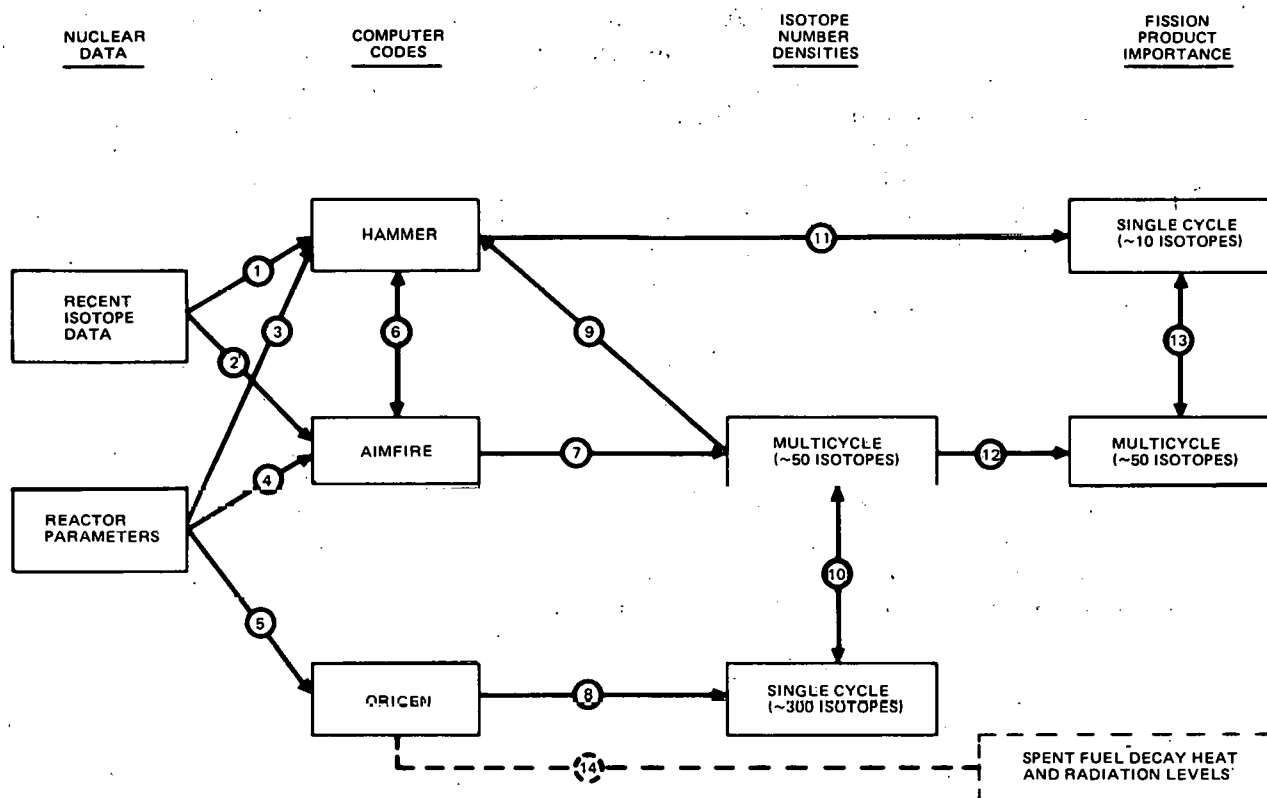 NUCLEAR
DATA
COMPUTER
CODES
ISOTOPE
NUMBER
DENSITIES
FISSION
PRODUCT
IMPORTANCE
HAMMER
11
SINGLE CYCLE
(~10 ISOTOPES)
1
RECENT
ISOTOPE
DATA
3
6
9
13
2
AIMFIRE
7
MULTICYCLE
(~50 ISOTOPES)
12
MULTICYCLE
(~50 ISOTOPES)
4
REACTOR
PARAMETERS
10
5
ORIGEN
8
SINGLE CYCLE
(~300 ISOTOPES)
14
SPENT FUEL DECAY HEAT
AND RADIATION LEVELS